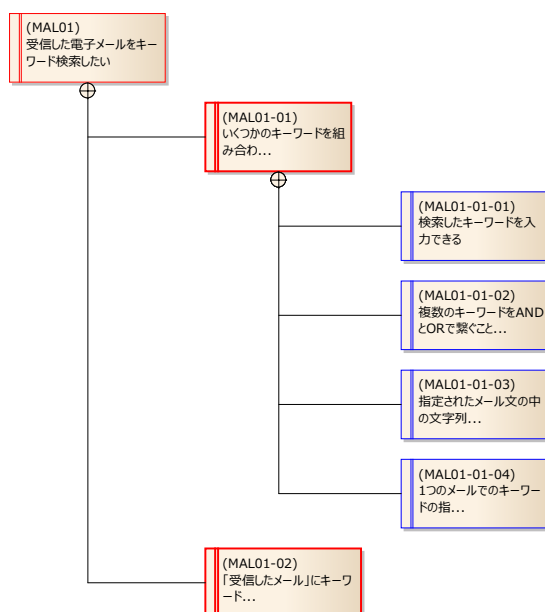 (MAL01)
受信した電子メールをキー
ワード検索したい
(MAL01-01)
いくつかのキーワードを組
み合わ...
(MAL01-01-01)
検索したキーワードを入
力できる
(MAL01-01-02)
複数のキーワードをAND
とORで繋ぐこと...
(MAL01-01-03)
指定されたメール文の中
の文字列...
(MAL01-01-04)
1つのメールでのキーワー
ドの指...
(MAL01-02)
「受信したメール」にキーワ
ード...